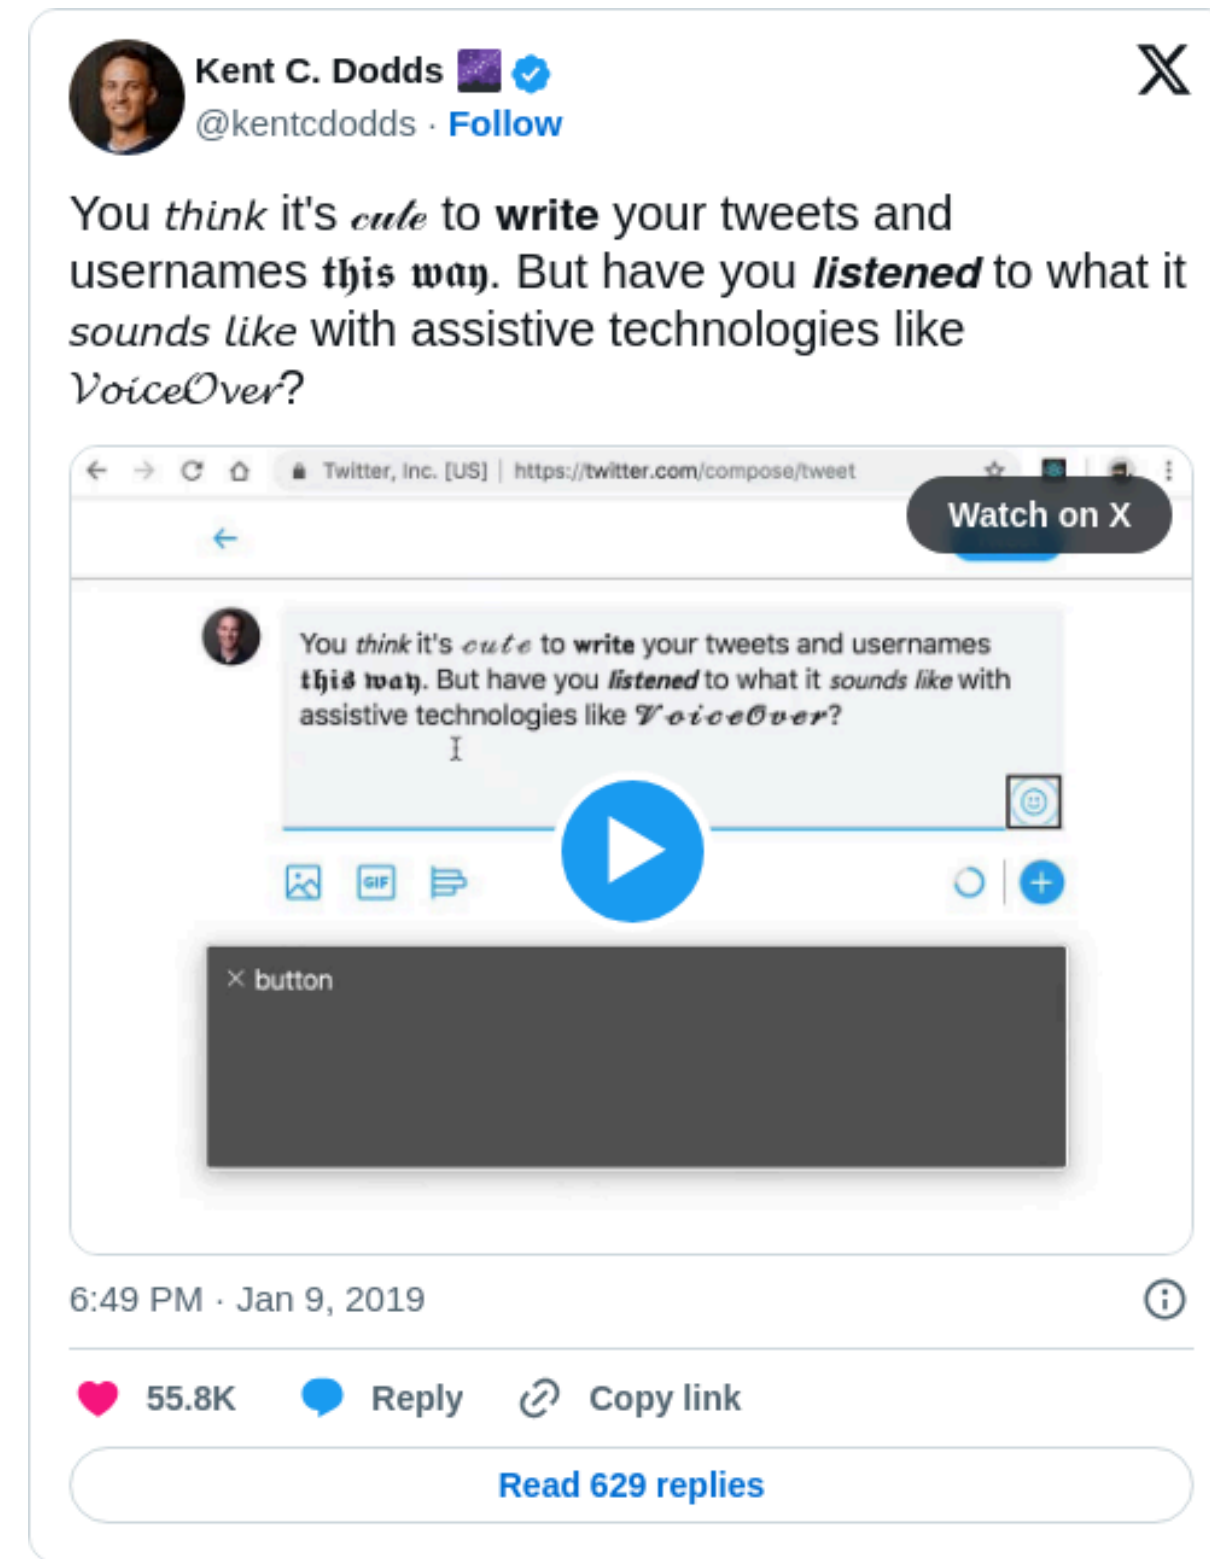 Kent C. Dodds
X
@kentcdodds · Follow
You 𝘵𝘩𝘪𝘯𝘬 it's 𝓬𝓾𝓽𝓮 to 𝘄𝗿𝗶𝘁𝗲 your tweets and
usernames 𝖙𝖍𝖎𝖘 𝖜𝖆𝖞. But have you 𝙡𝙞𝙨𝙩𝙚𝙣𝙚𝙙 to what it
𝘴𝘰𝘶𝘯𝘥𝘴 𝘭𝘪𝘬𝘦 with assistive technologies like
𝓥𝓸𝓲𝓬𝓮𝓞𝓿𝓮𝓻?
Twitter, Inc. [US] | https://twitter.com/compose/tweet
Watch on X
You 𝘵𝘩𝘪𝘯𝘬 it's 𝓬𝓾𝓽𝓮 to 𝘄𝗿𝗶𝘁𝗲 your tweets and usernames
𝖙𝖍𝖎𝖘 𝖜𝖆𝖞. But have you 𝙡𝙞𝙨𝙩𝙚𝙣𝙚𝙙 to what it 𝘴𝘰𝘶𝘯𝘥𝘴 𝘭𝘪𝘬𝘦 with
assistive technologies like 𝓥𝓸𝓲𝓬𝓮𝓞𝓿𝓮𝓻?
GIF
× button
6:49 PM · Jan 9, 2019
55.8K Reply Copy link
Read 629 replies